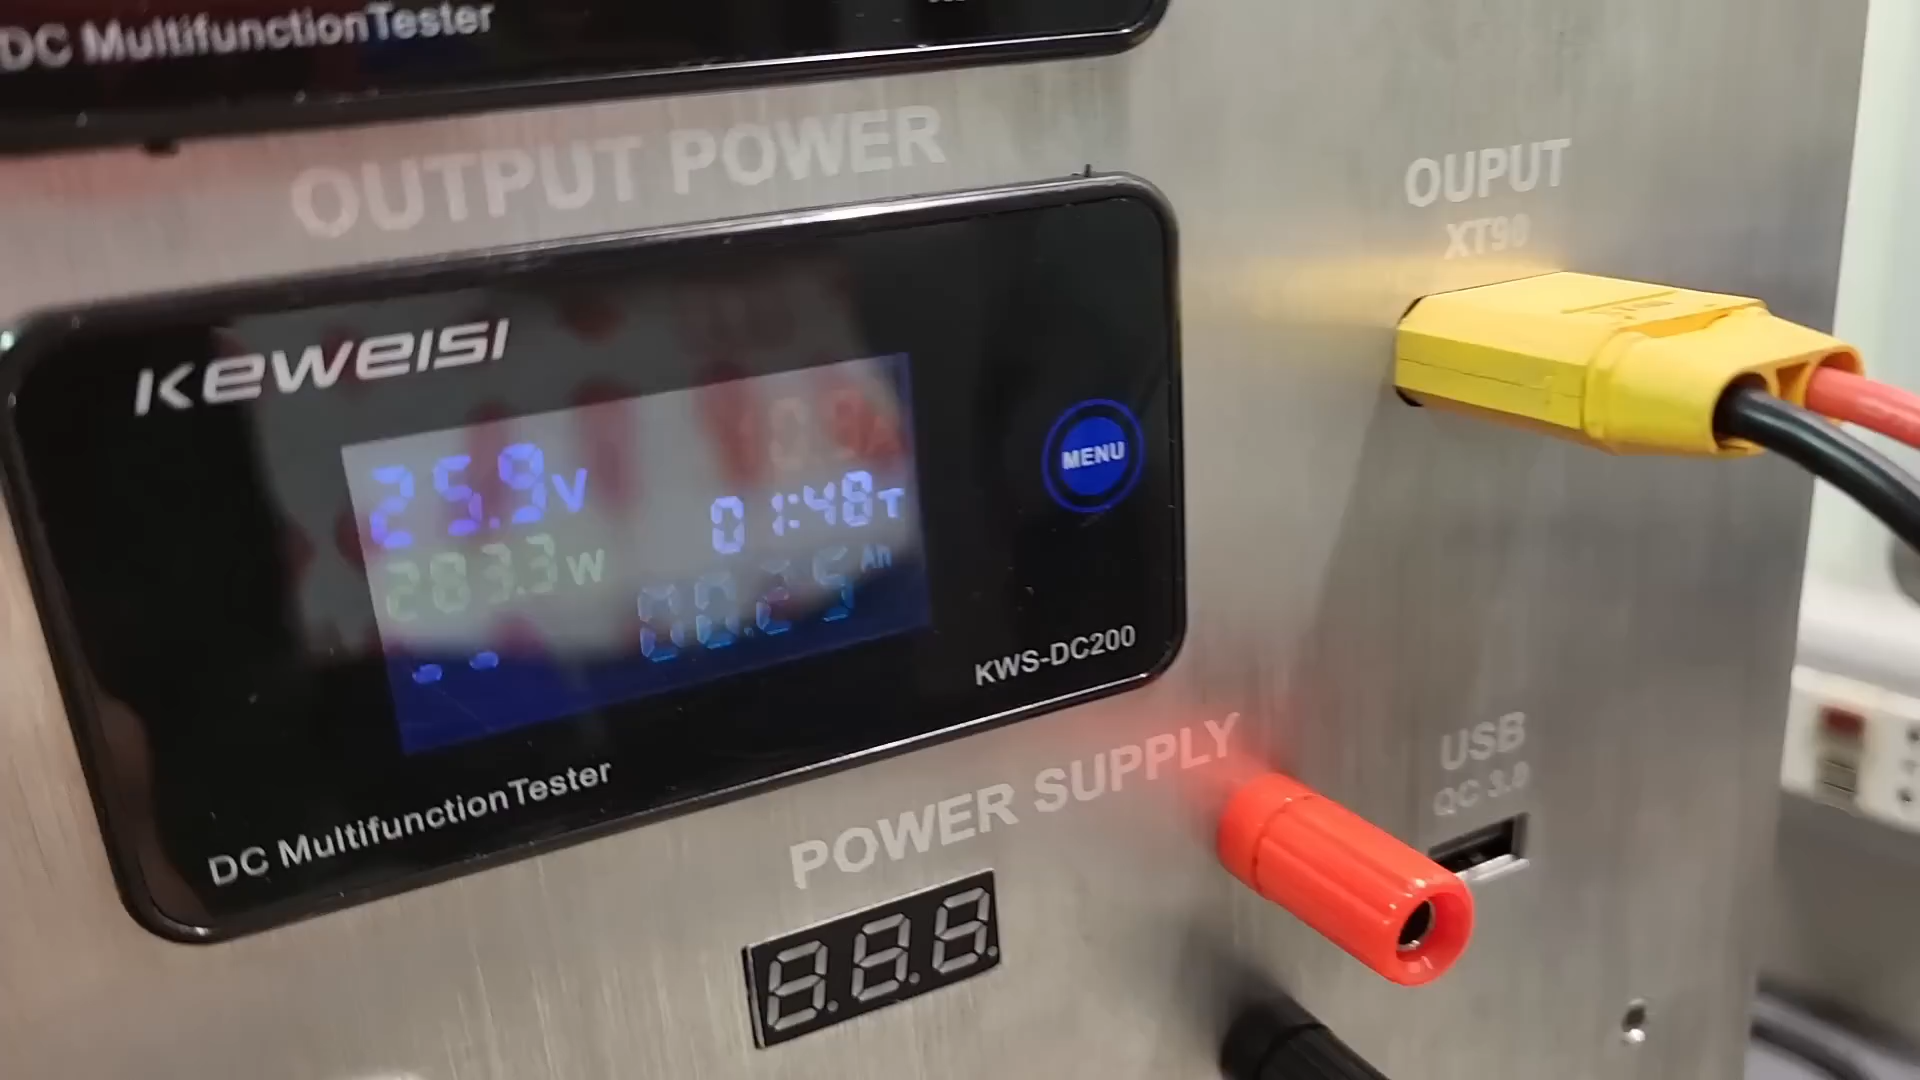 DC MultifunctionTester
OUTPUT POWER
OUPUT
XT90
KEWEISI
25.9V
01:48T
283.3W
Ah
MENU
KWS-DC200
DC MultifunctionTester
POWER SUPPLY
USB
QC 3.0